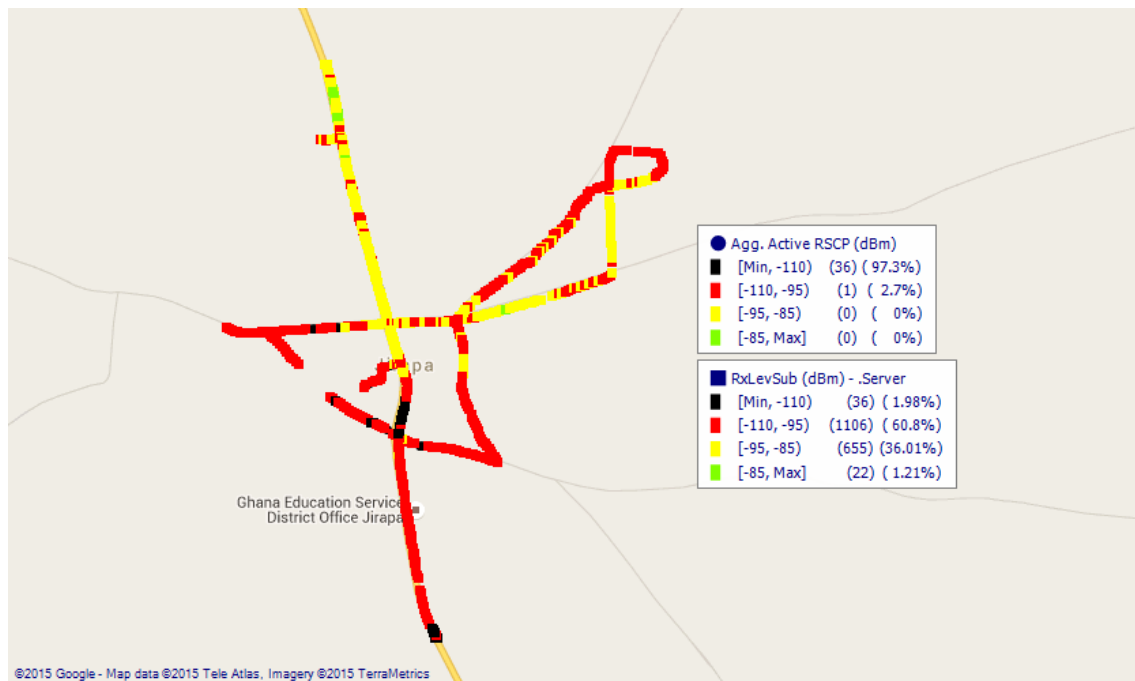 Agg. Active RSCP (dBm)
[Min, -110) (36) ( 97.3%)
[-110, -95) (1) ( 2.7%)
[-95, -85) (0) ( 0%)
[-85, Max] (0) ( 0%)
Jirapa
RxLevSub (dBm) - .Server
[Min, -110) (36) ( 1.98%)
[-110, -95) (1106) ( 60.8%)
[-95, -85) (655) (36.01%)
[-85, Max] (22) ( 1.21%)
Ghana Education Service
District Office Jirapa
©2015 Google - Map data ©2015 Tele Atlas, Imagery ©2015 TerraMetrics